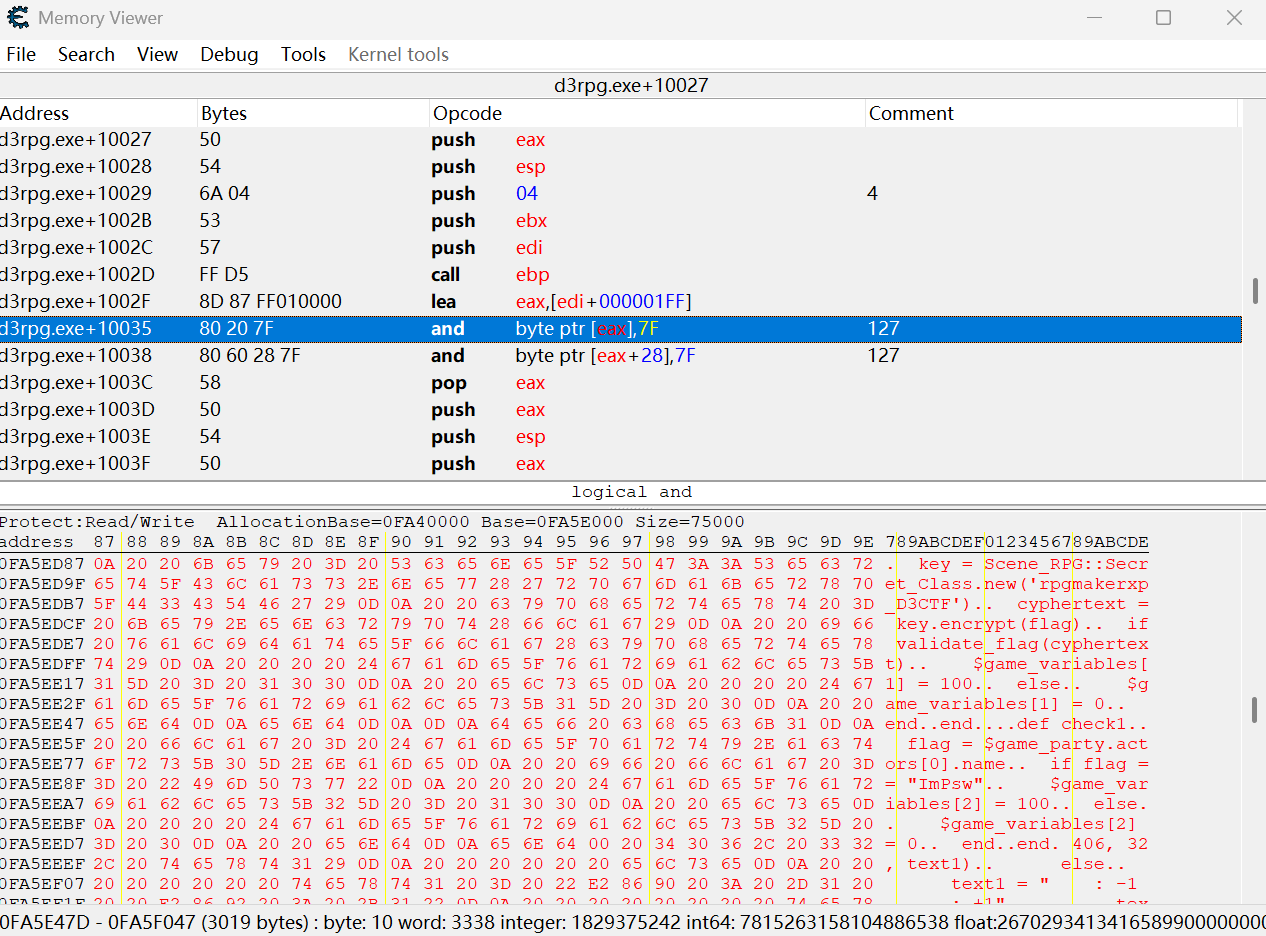 Memory Viewer
File Search View Debug Tools Kernel tools
d3rpg.exe+10027
Address Bytes Opcode Comment
d3rpg.exe+10027 50 push eax
d3rpg.exe+10028 54 push esp
d3rpg.exe+10029 6A 04 push 04 4
d3rpg.exe+1002B 53 push ebx
d3rpg.exe+1002C 57 push edi
d3rpg.exe+1002D FF D5 call ebp
d3rpg.exe+1002F 8D 87 FF010000 lea eax,[edi+000001FF]
d3rpg.exe+10035 80 20 7F and byte ptr [eax],7F 127
d3rpg.exe+10038 80 60 28 7F and byte ptr [eax+28],7F 127
d3rpg.exe+1003C 58 pop eax
d3rpg.exe+1003D 50 push eax
d3rpg.exe+1003E 54 push esp
d3rpg.exe+1003F 50 push eax
logical and
Protect:Read/Write AllocationBase=0FA40000 Base=0FA5E000 Size=75000
address 87 88 89 8A 8B 8C 8D 8E 8F 90 91 92 93 94 95 96 97 98 99 9A 9B 9C 9D 9E 789ABCDEF0123456789ABCDE
0FA5ED87 0A 20 20 6B 65 79 20 3D 20 53 63 65 6E 65 5F 52 50 47 3A 3A 53 65 63 72 .  key = Scene_RPG::Secr
0FA5ED9F 65 74 5F 43 6C 61 73 73 2E 6E 65 77 28 27 72 70 67 6D 61 6B 65 72 78 70 et_Class.new('rpgmakerxp
0FA5EDB7 5F 44 33 43 54 46 27 29 0D 0A 20 20 63 79 70 68 65 72 74 65 78 74 20 3D _D3CTF')..  cyphertext =
0FA5EDCF 20 6B 65 79 2E 65 6E 63 72 79 70 74 28 66 6C 61 67 29 0D 0A 20 20 69 66  key.encrypt(flag)..  if
0FA5EDE7 20 76 61 6C 69 64 61 74 65 5F 66 6C 61 67 28 63 79 70 68 65 72 74 65 78  validate_flag(cyphertex
0FA5EDFF 74 29 0D 0A 20 20 20 20 24 67 61 6D 65 5F 76 61 72 69 61 62 6C 65 73 5B t)..    $game_variables[
0FA5EE17 31 5D 20 3D 20 31 30 30 0D 0A 20 20 65 6C 73 65 0D 0A 20 20 20 20 24 67 1] = 100..  else..    $g
0FA5EE2F 61 6D 65 5F 76 61 72 69 61 62 6C 65 73 5B 31 5D 20 3D 20 30 0D 0A 20 20 ame_variables[1] = 0..
0FA5EE47 65 6E 64 0D 0A 65 6E 64 0D 0A 0D 0A 64 65 66 20 63 68 65 63 6B 31 0D 0A end..end....def check1..
0FA5EE5F 20 20 66 6C 61 67 20 3D 20 24 67 61 6D 65 5F 70 61 72 74 79 2E 61 63 74   flag = $game_party.act
0FA5EE77 6F 72 73 5B 30 5D 2E 6E 61 6D 65 0D 0A 20 20 69 66 20 66 6C 61 67 20 3D ors[0].name..  if flag =
0FA5EE8F 3D 20 22 49 6D 50 73 77 22 0D 0A 20 20 20 20 24 67 61 6D 65 5F 76 61 72 = "ImPsw"..    $game_var
0FA5EEA7 69 61 62 6C 65 73 5B 32 5D 20 3D 20 31 30 30 0D 0A 20 20 65 6C 73 65 0D iables[2] = 100..  else.
0FA5EEBF 0A 20 20 20 20 24 67 61 6D 65 5F 76 61 72 69 61 62 6C 65 73 5B 32 5D 20 .    $game_variables[2]
0FA5EED7 3D 20 30 0D 0A 20 20 65 6E 64 0D 0A 65 6E 64 00 20 34 30 36 2C 20 33 32 = 0..  end..end. 406, 32
0FA5EEEF 2C 20 74 65 78 74 31 29 0D 0A 20 20 20 20 20 20 65 6C 73 65 0D 0A 20 20 , text1)..      else..
0FA5EF07 20 20 20 20 20 20 74 65 78 74 31 20 3D 20 22 E2 86 90 20 3A 20 2D 31 20       text1 = "    : -1
0FA5E47D - 0FA5F047 (3019 bytes) : byte: 10 word: 3338 integer: 1829375242 int64: 7815263158104886538 float:26702934134165899000000000